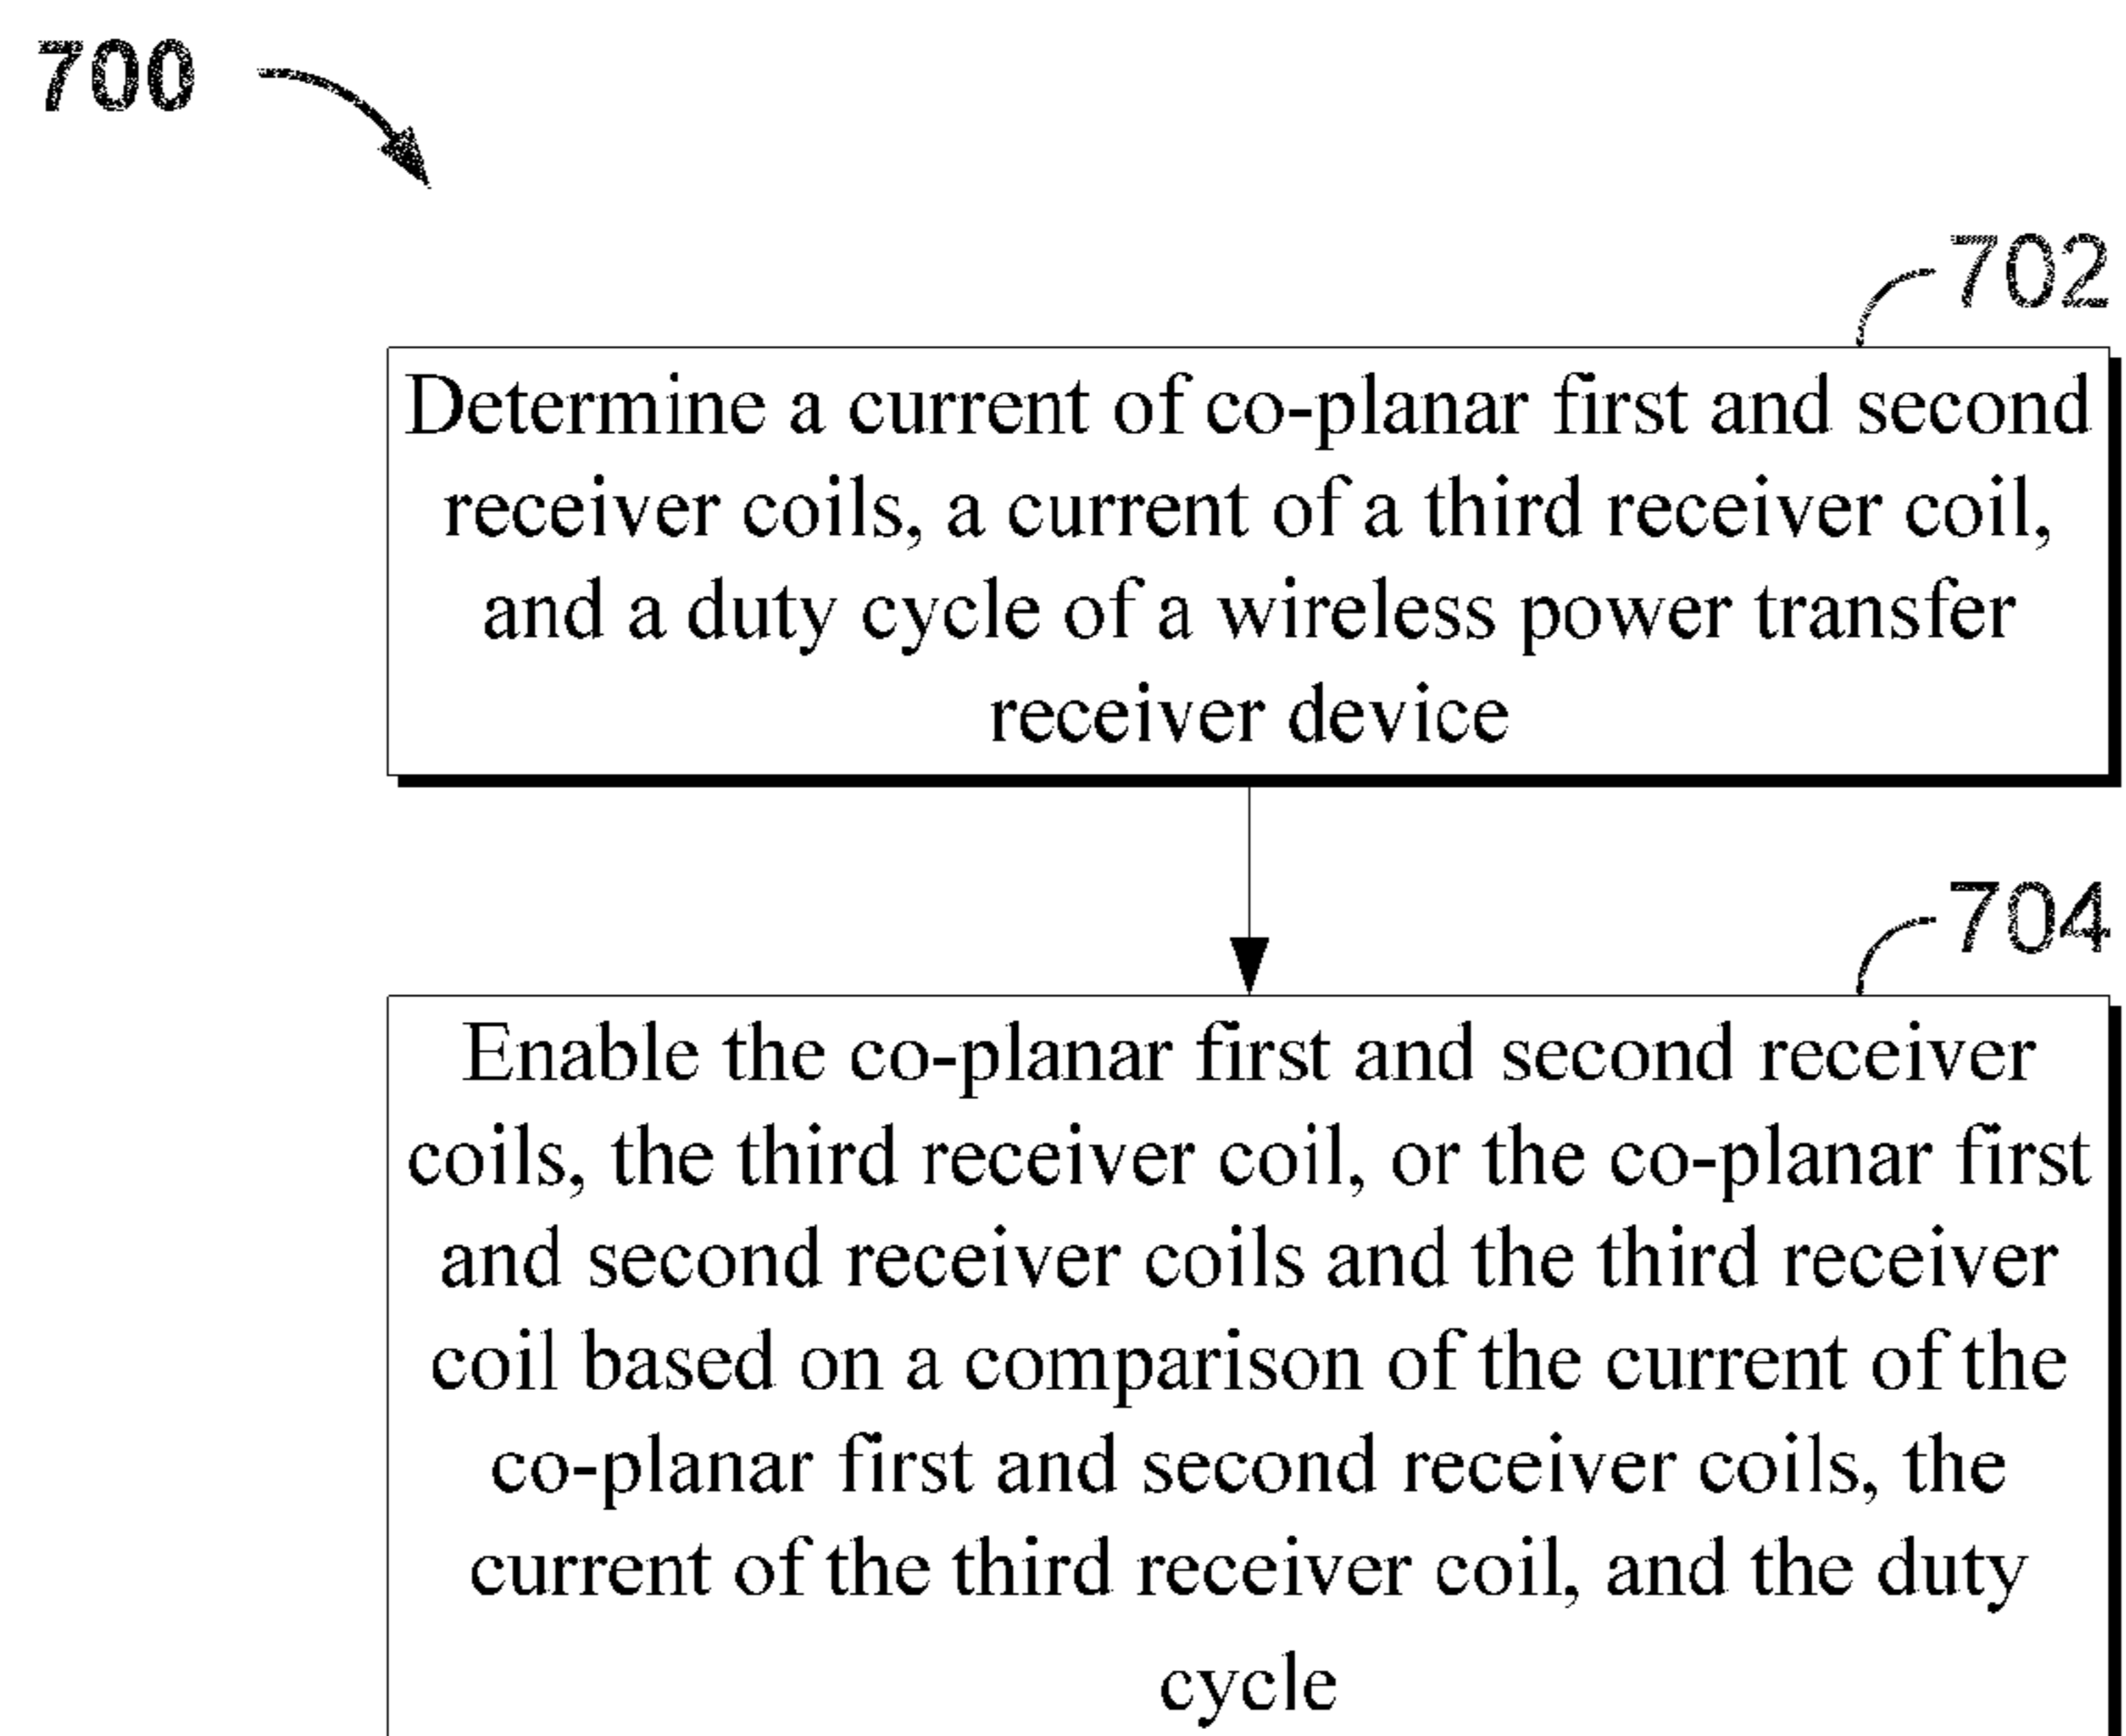 700
702
Determine a current of co-planar first and second
receiver coils, a current of a third receiver coil,
and a duty cycle of a wireless power transfer
receiver device
704
Enable the co-planar first and second receiver
coils, the third receiver coil, or the co-planar first
and second receiver coils and the third receiver
coil based on a comparison of the current of the
co-planar first and second receiver coils, the
current of the third receiver coil, and the duty
cycle